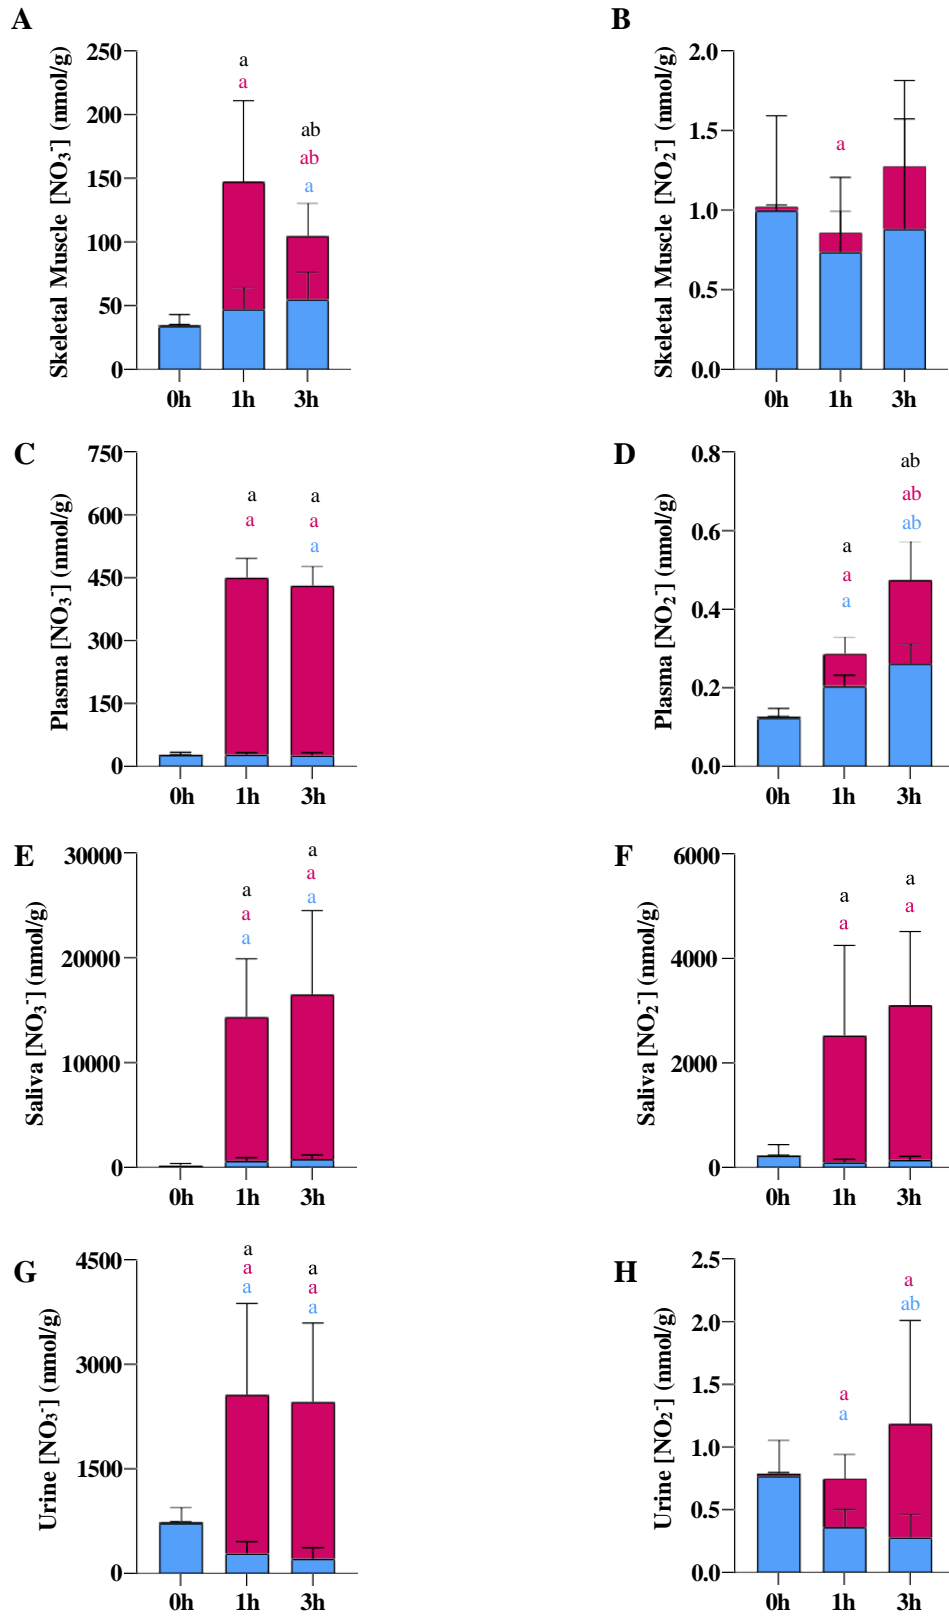 A
Skeletal Muscle [NO₃⁻] (nmol/g)
250
200
150
100
50
0
a
a
ab
ab
a
0h 1h 3h
B
Skeletal Muscle [NO₂⁻] (nmol/g)
2.0
1.5
1.0
0.5
0.0
a
0h 1h 3h
C
Plasma [NO₃⁻] (nmol/g)
750
600
450
300
150
0
a a
a a
a
0h 1h 3h
D
Plasma [NO₂⁻] (nmol/g)
0.8
0.6
0.4
0.2
0.0
ab
ab
ab
a
a
a
0h 1h 3h
E
Saliva [NO₃⁻] (nmol/g)
30000
20000
10000
0
a
a
a
a
a
a
0h 1h 3h
F
Saliva [NO₂⁻] (nmol/g)
6000
4000
2000
0
a
a
a
a
0h 1h 3h
G
Urine [NO₃⁻] (nmol/g)
4500
3000
1500
0
a
a
a
a
a
a
0h 1h 3h
H
Urine [NO₂⁻] (nmol/g)
2.5
2.0
1.5
1.0
0.5
0.0
a
ab
a
a
0h 1h 3h